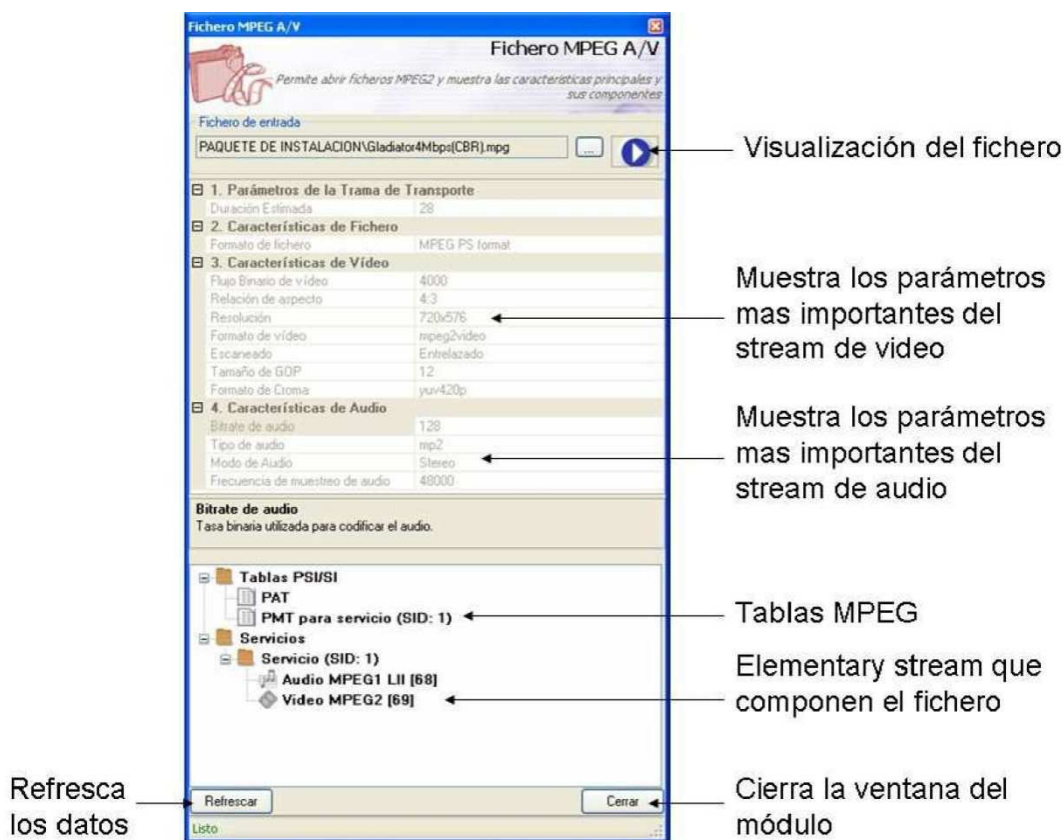 Fichero MPEG A/V
Fichero MPEG A/V
Permite abrir ficheros MPEG2 y muestra las características principales y
sus componentes
Fichero de entrada
PAQUETE DE INSTALACION\Gladiator4Mbps(CBR).mpg
...
Visualización del fichero
1. Parámetros de la Trama de Transporte
Duración Estimada 28
2. Características de Fichero
Formato de fichero MPEG PS format
3. Características de Vídeo
Flujo Binario de vídeo 4000
Relación de aspecto 4:3
Resolución 720x576
Formato de vídeo mpeg2video
Escaneado Entrelazado
Tamaño de GOP 12
Formato de Croma yuv420p
Muestra los parámetros
mas importantes del
stream de video
4. Características de Audio
Bitrate de audio 128
Tipo de audio mp2
Modo de Audio Stereo
Frecuencia de muestreo de audio 48000
Muestra los parámetros
mas importantes del
stream de audio
Bitrate de audio
Tasa binaria utilizada para codificar el audio.
Tablas PSI/SI
PAT
PMT para servicio (SID: 1)
Tablas MPEG
Servicios
Servicio (SID: 1)
Audio MPEG1 LII [68]
Video MPEG2 [69]
Elementary stream que
componen el fichero
Refresca
los datos
Refrescar
Cerrar
Cierra la ventana del
módulo
Listo